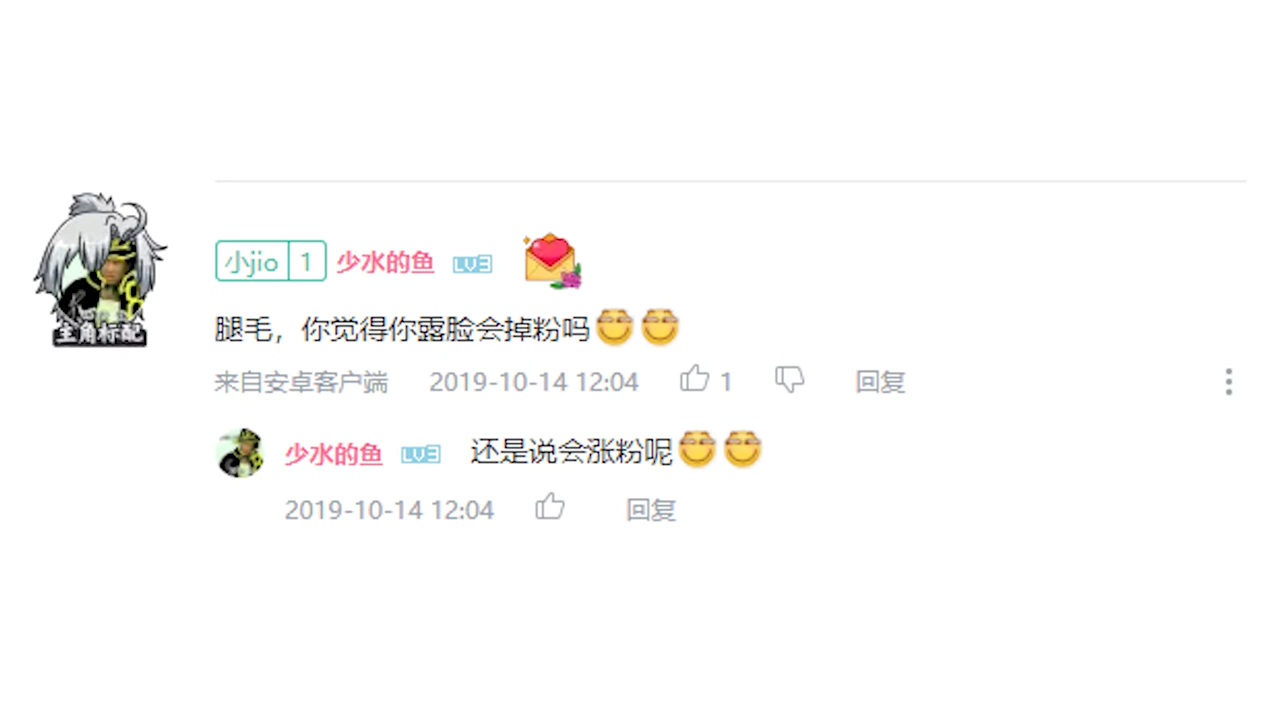 小jio 1 少水的鱼 LV3
主角标配
腿毛，你觉得你露脸会掉粉吗
来自安卓客户端 2019-10-14 12:04 1 回复
少水的鱼 LV3 还是说会涨粉呢
2019-10-14 12:04 回复